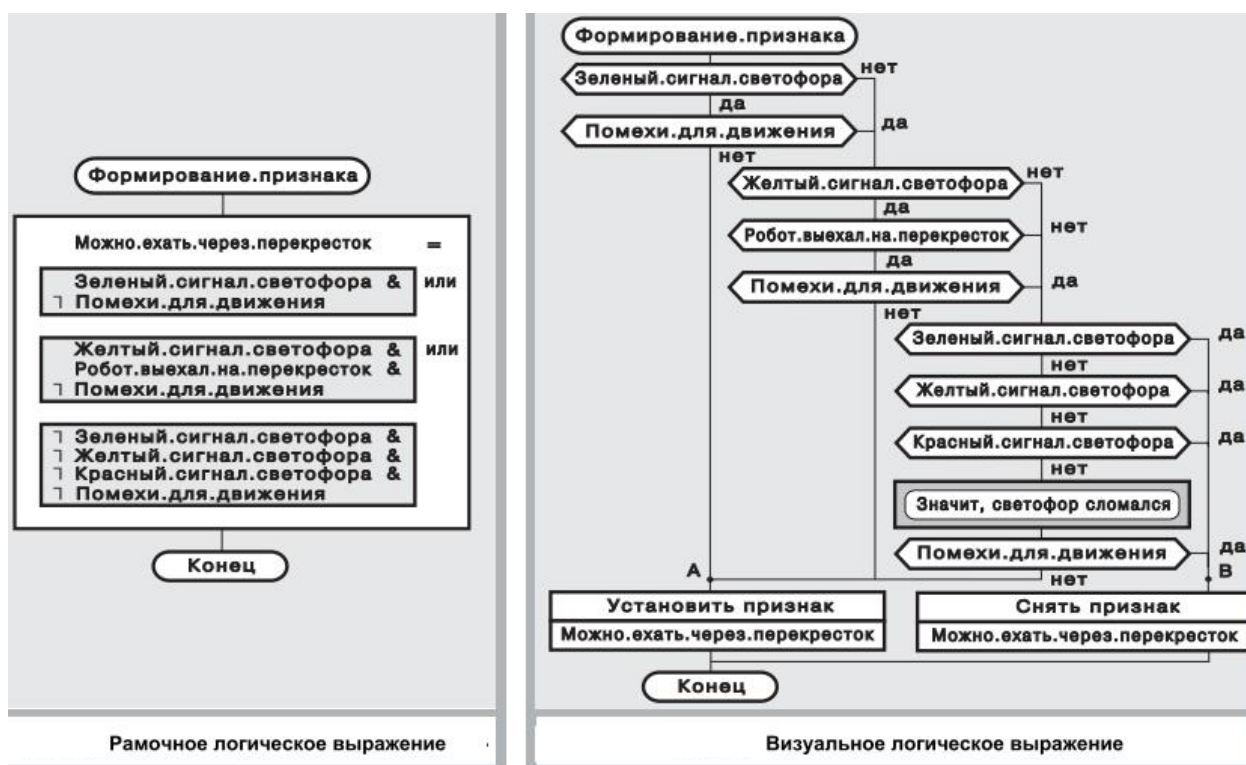 Формирование.признака
Можно.ехать.через.перекресток =
Зеленый.сигнал.светофора & или
ꓶ Помехи.для.движения
Желтый.сигнал.светофора & или
Робот.выехал.на.перекресток &
ꓶ Помехи.для.движения
ꓶ Зеленый.сигнал.светофора &
ꓶ Желтый.сигнал.светофора &
ꓶ Красный.сигнал.светофора &
ꓶ Помехи.для.движения
Конец
Рамочное логическое выражение
Формирование.признака
Зеленый.сигнал.светофора нет
да
Помехи.для.движения да
нет
Желтый.сигнал.светофора нет
да
Робот.выехал.на.перекресток нет
да
Помехи.для.движения да
нет
Зеленый.сигнал.светофора да
нет
Желтый.сигнал.светофора да
нет
Красный.сигнал.светофора да
нет
Значит, светофор сломался
Помехи.для.движения да
А нет В
Установить признак
Можно.ехать.через.перекресток
Снять признак
Можно.ехать.через.перекресток
Конец
Визуальное логическое выражение